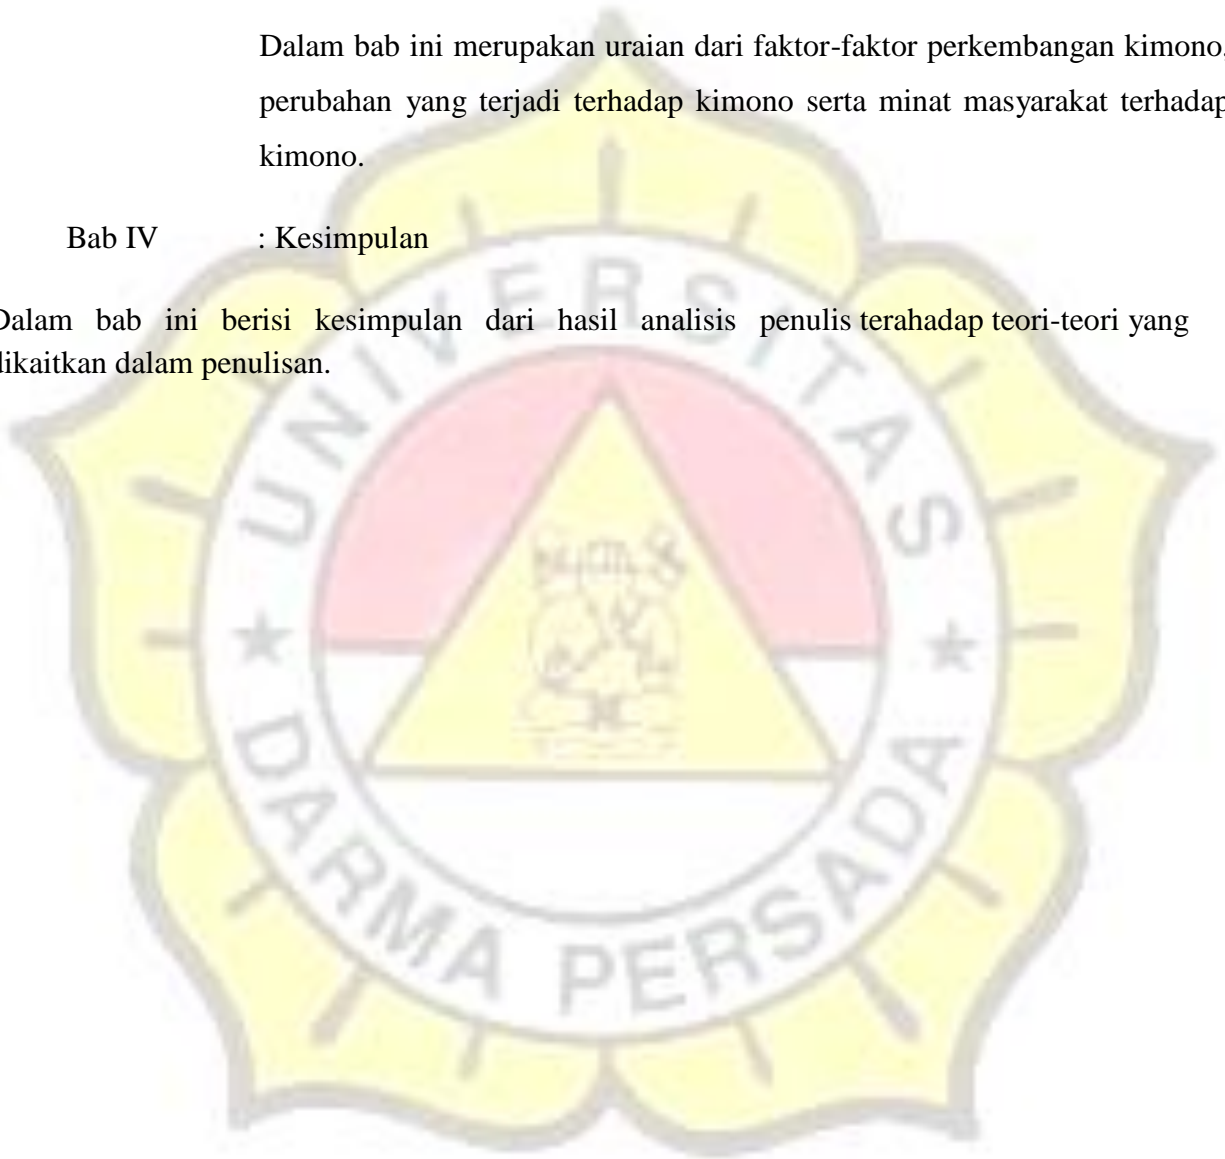 Dalam bab ini merupakan uraian dari faktor-faktor perkembangan kimono,
perubahan yang terjadi terhadap kimono serta minat masyarakat terhadap
kimono.
Bab IV : Kesimpulan
Dalam bab ini berisi kesimpulan dari hasil analisis penulis terahadap teori-teori yang
dikaitkan dalam penulisan.
UNIVERSITAS
DARMA PERSADA